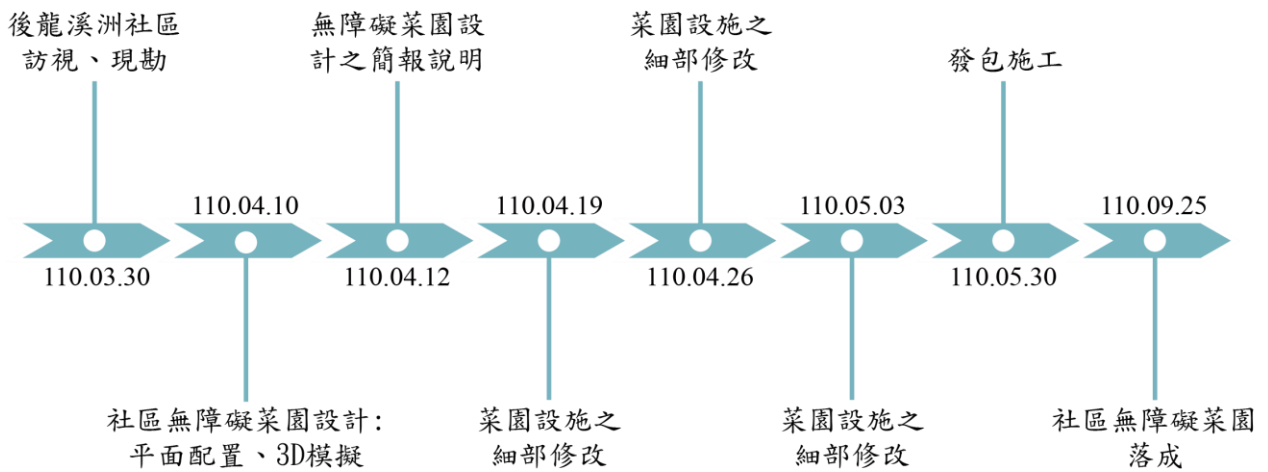 後龍溪洲社區
訪視、現勘
無障礙菜園設
計之簡報說明
菜園設施之
細部修改
發包施工
110.04.10
110.04.19
110.05.03
110.09.25
110.03.30
110.04.12
110.04.26
110.05.30
社區無障礙菜園設計:
平面配置、3D模擬
菜園設施之
細部修改
菜園設施之
細部修改
社區無障礙菜園
落成